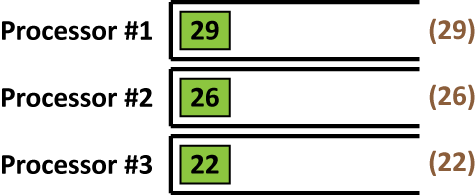 Processor #1 29 (29)
Processor #2 26 (26)
Processor #3 22 (22)